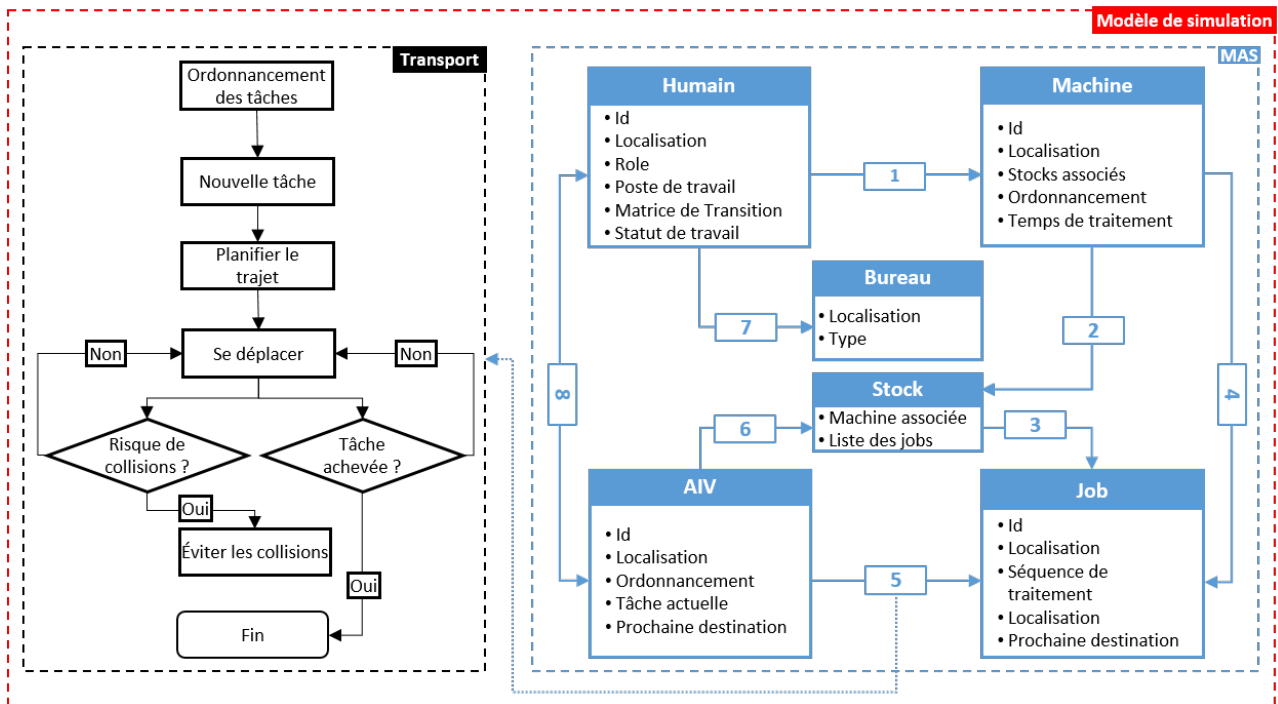 Modèle de simulation
Transport
Ordonnancement
des tâches
Nouvelle tâche
Planifier le
trajet
Non
Se déplacer
Non
Risque de
collisions ?
Tâche
achevée ?
Oui
Éviter les collisions
Oui
Fin
MAS
Humain
• Id
• Localisation
• Role
• Poste de travail
• Matrice de Transition
• Statut de travail
1
Machine
• Id
• Localisation
• Stocks associés
• Ordonnancement
• Temps de traitement
Bureau
• Localisation
• Type
7
2
Stock
• Machine associée
• Liste des jobs
8
6
3
4
AIV
• Id
• Localisation
• Ordonnancement
• Tâche actuelle
• Prochaine destination
5
Job
• Id
• Localisation
• Séquence de
traitement
• Localisation
• Prochaine destination